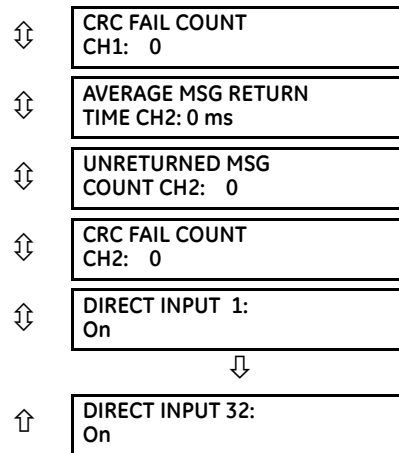 CRC FAIL COUNT
CH1: 0
AVERAGE MSG RETURN
TIME CH2: 0 ms
UNRETURNED MSG
COUNT CH2: 0
CRC FAIL COUNT
CH2: 0
DIRECT INPUT 1:
On
DIRECT INPUT 32:
On